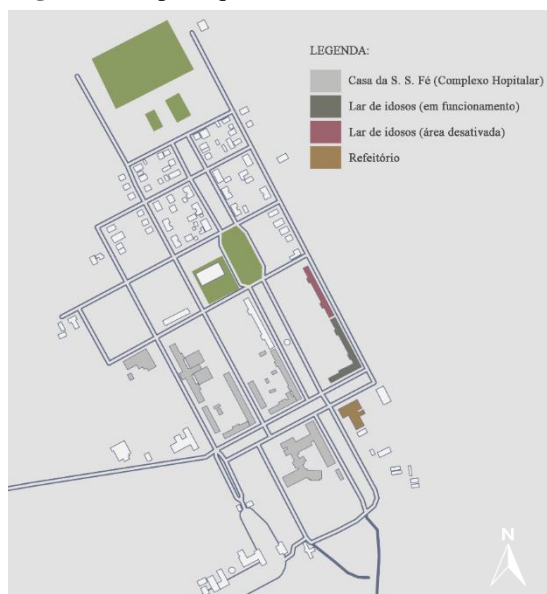 LEGENDA:
Casa da S. S. Fé (Complexo Hopitalar)
Lar de idosos (em funcionamento)
Lar de idosos (área desativada)
Refeitório
N